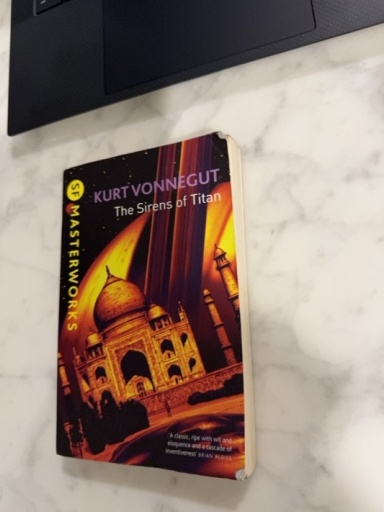 SF MASTERWORKS
KURT VONNEGUT
The Sirens of Titan
'A classic, ripe with wit and
eloquence and a cascade of
inventiveness' BRIAN ALDISS